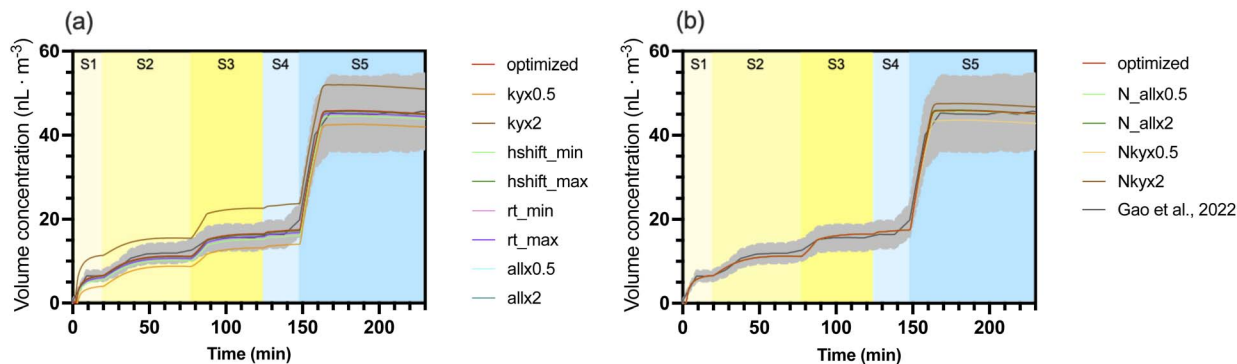 (a)
Volume concentration (nL · m⁻³)
60
40
20
0
S1 S2 S3 S4 S5
0 50 100 150 200
Time (min)
optimized
kyx0.5
kyx2
hshift_min
hshift_max
rt_min
rt_max
allx0.5
allx2
(b)
Volume concentration (nL · m⁻³)
60
40
20
0
S1 S2 S3 S4 S5
0 50 100 150 200
Time (min)
optimized
N_allx0.5
N_allx2
Nkyx0.5
Nkyx2
Gao et al., 2022